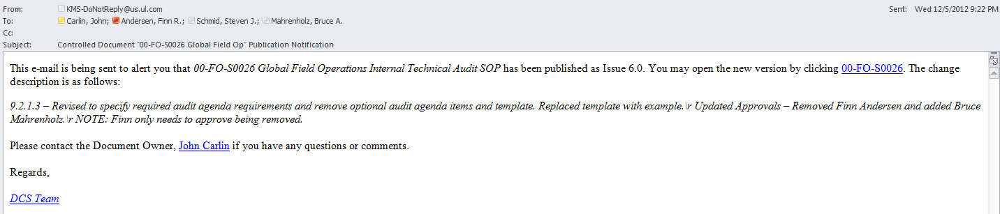 From: KMS-DoNotReply@us.ul.com Sent: Wed 12/5/2012 9:22 PM
To: Carlin, John; Andersen, Finn R.; Schmid, Steven J.; Mahrenholz, Bruce A.
Cc:
Subject: Controlled Document "00-FO-S0026 Global Field Op" Publication Notification
This e-mail is being sent to alert you that 00-FO-S0026 Global Field Operations Internal Technical Audit SOP has been published as Issue 6.0. You may open the new version by clicking 00-FO-S0026. The change
description is as follows:
9.2.1.3 – Revised to specify required audit agenda requirements and remove optional audit agenda items and template. Replaced template with example.\r Updated Approvals – Removed Finn Andersen and added Bruce
Mahrenholz.\r NOTE: Finn only needs to approve being removed.
Please contact the Document Owner, John Carlin if you have any questions or comments.
Regards,
DCS Team